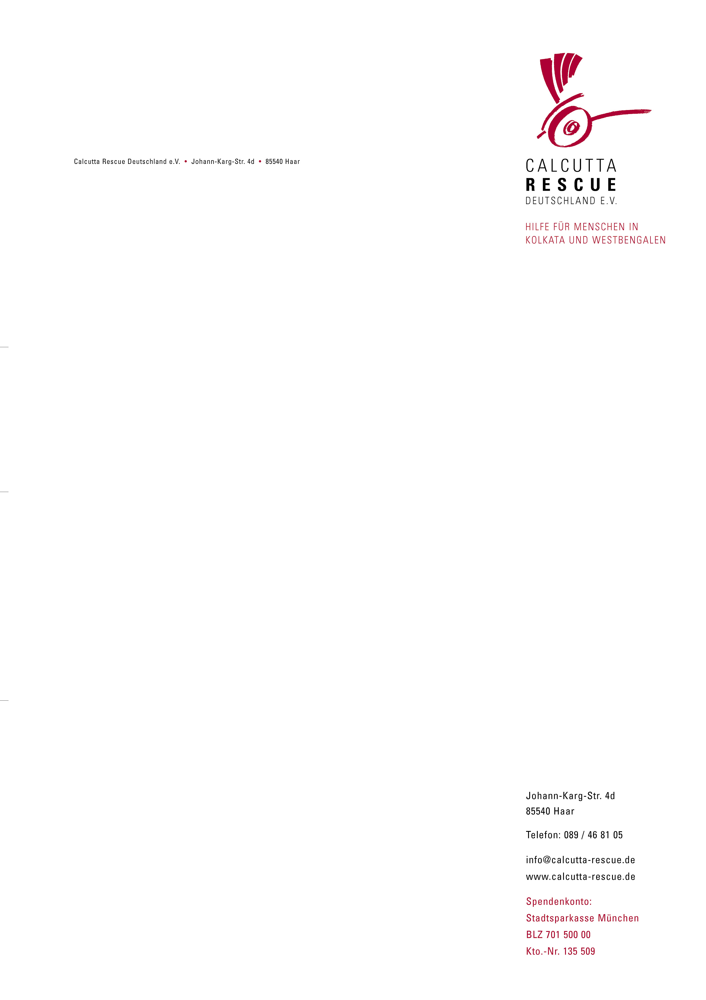 Calcutta Rescue Deutschland e.V. • Johann-Karg-Str. 4d • 85540 Haar
CALCUTTA
RESCUE
DEUTSCHLAND E.V.
HILFE FÜR MENSCHEN IN
KOLKATA UND WESTBENGALEN
Johann-Karg-Str. 4d
85540 Haar
Telefon: 089 / 46 81 05
info@calcutta-rescue.de
www.calcutta-rescue.de
Spendenkonto:
Stadtsparkasse München
BLZ 701 500 00
Kto.-Nr. 135 509